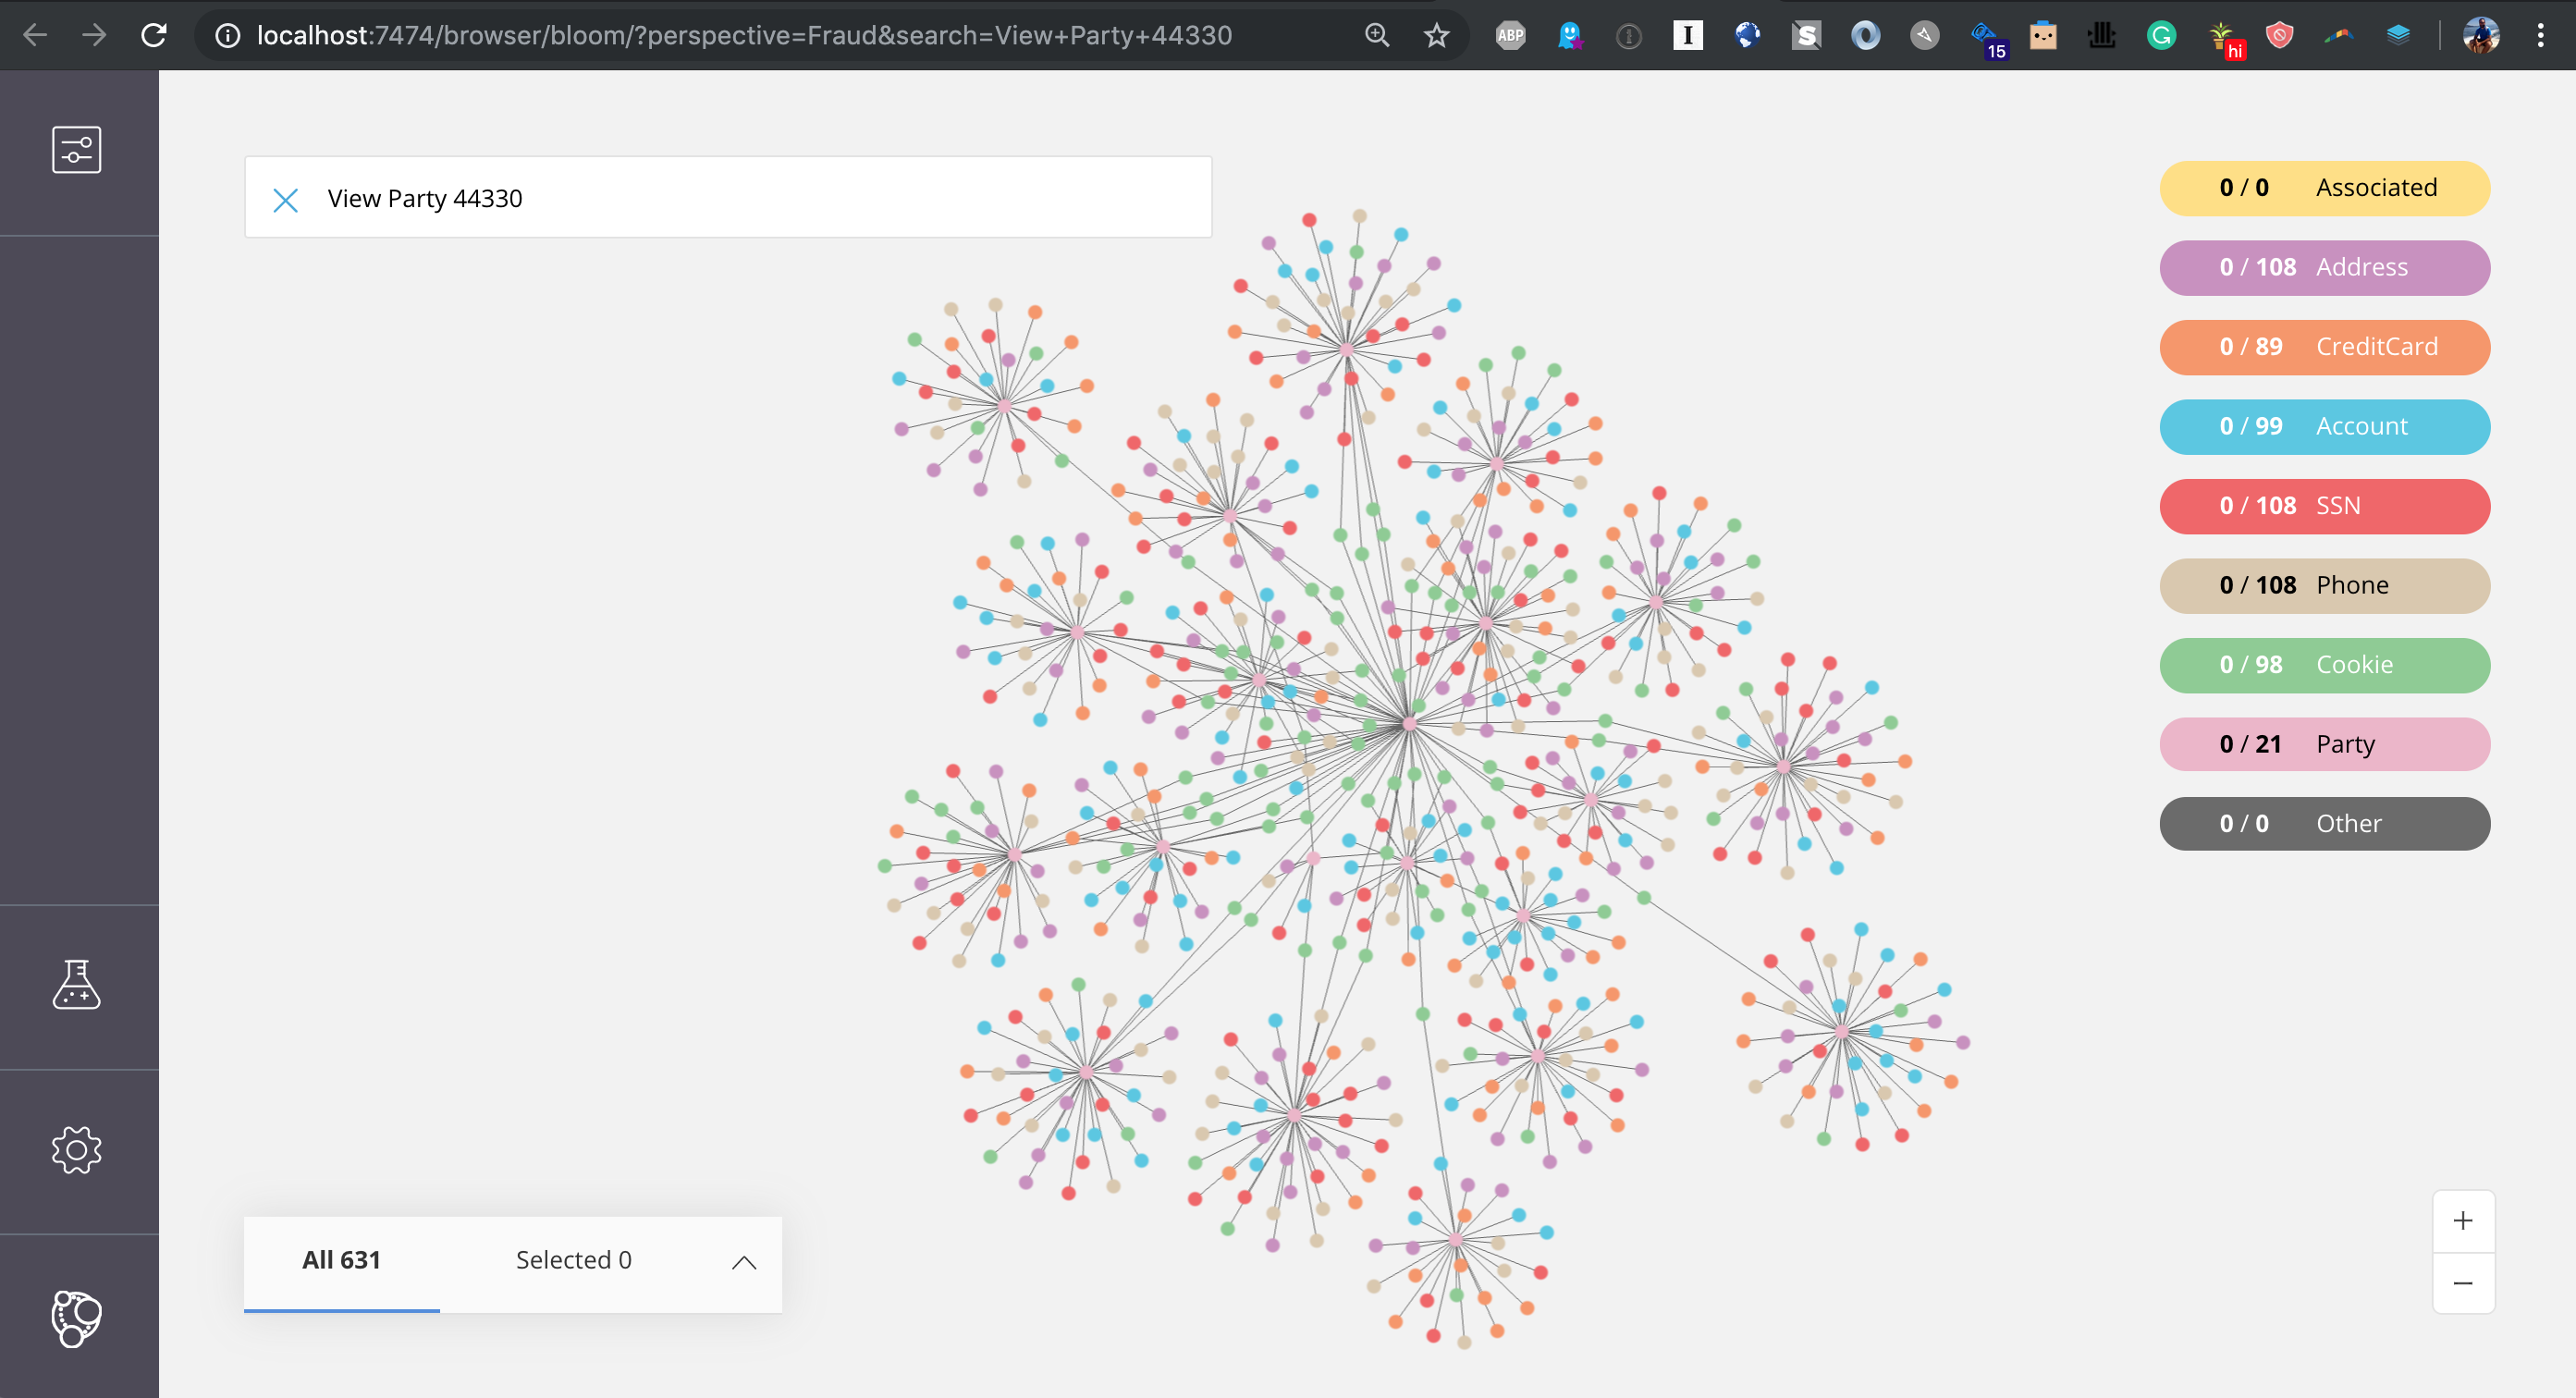 localhost:7474/browser/bloom/?perspective=Fraud&search=View+Party+44330
ABP
I
S
15
G
hi
View Party 44330
0 / 0 Associated
0 / 108 Address
0 / 89 CreditCard
0 / 99 Account
0 / 108 SSN
0 / 108 Phone
0 / 98 Cookie
0 / 21 Party
0 / 0 Other
All 631 Selected 0